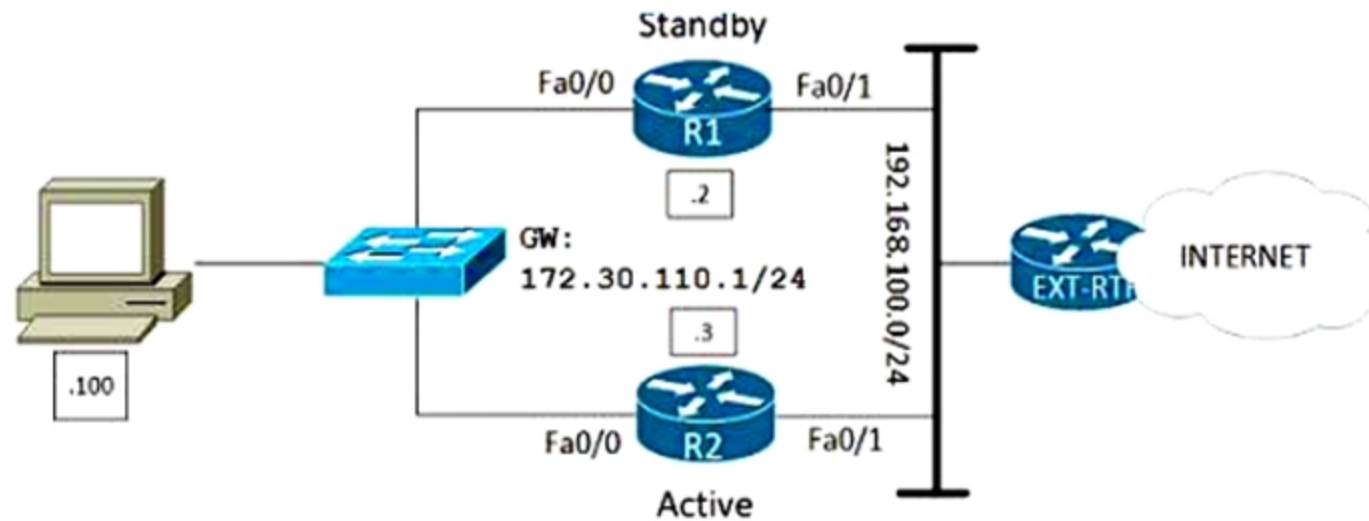 Standby
Fa0/0
Fa0/1
R1
.2
GW:
172.30.110.1/24
192.168.100.0/24
INTERNET
.3
.100
R2
Fa0/0
Fa0/1
Active